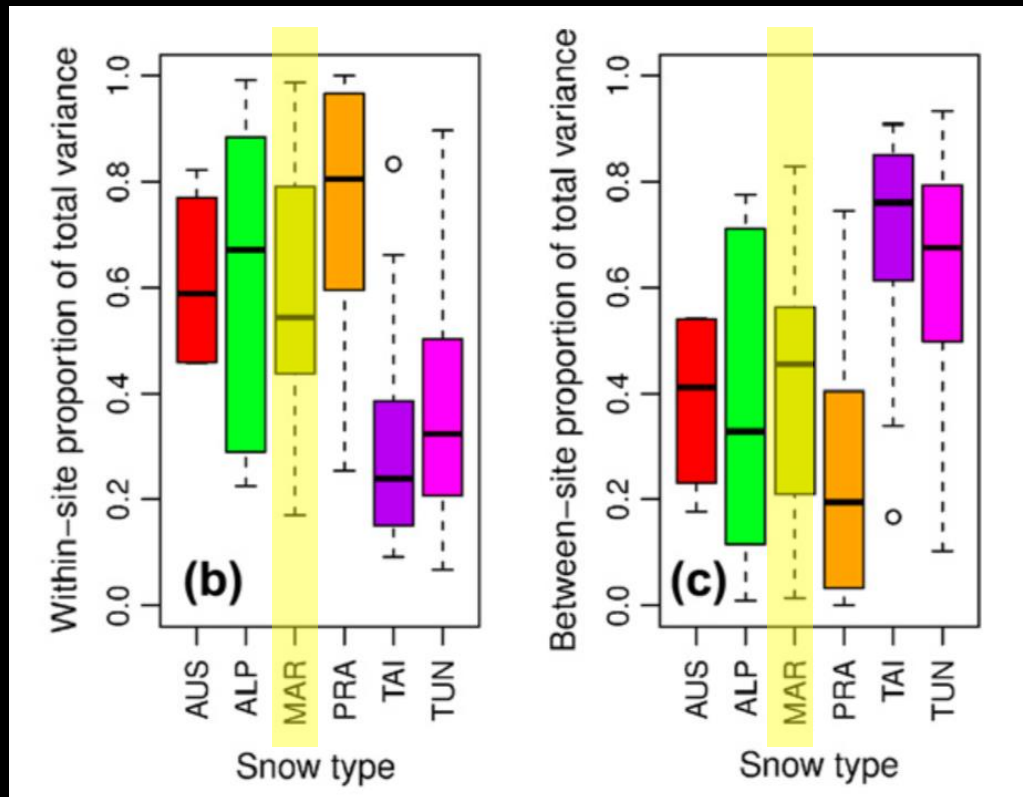 Within−site proportion of total variance
1.0
0.8
0.6
0.4
0.2
0.0
(b)
AUS
ALP
MAR
PRA
TAI
TUN
Snow type
Between−site proportion of total variance
1.0
0.8
0.6
0.4
0.2
0.0
(c)
AUS
ALP
MAR
PRA
TAI
TUN
Snow type